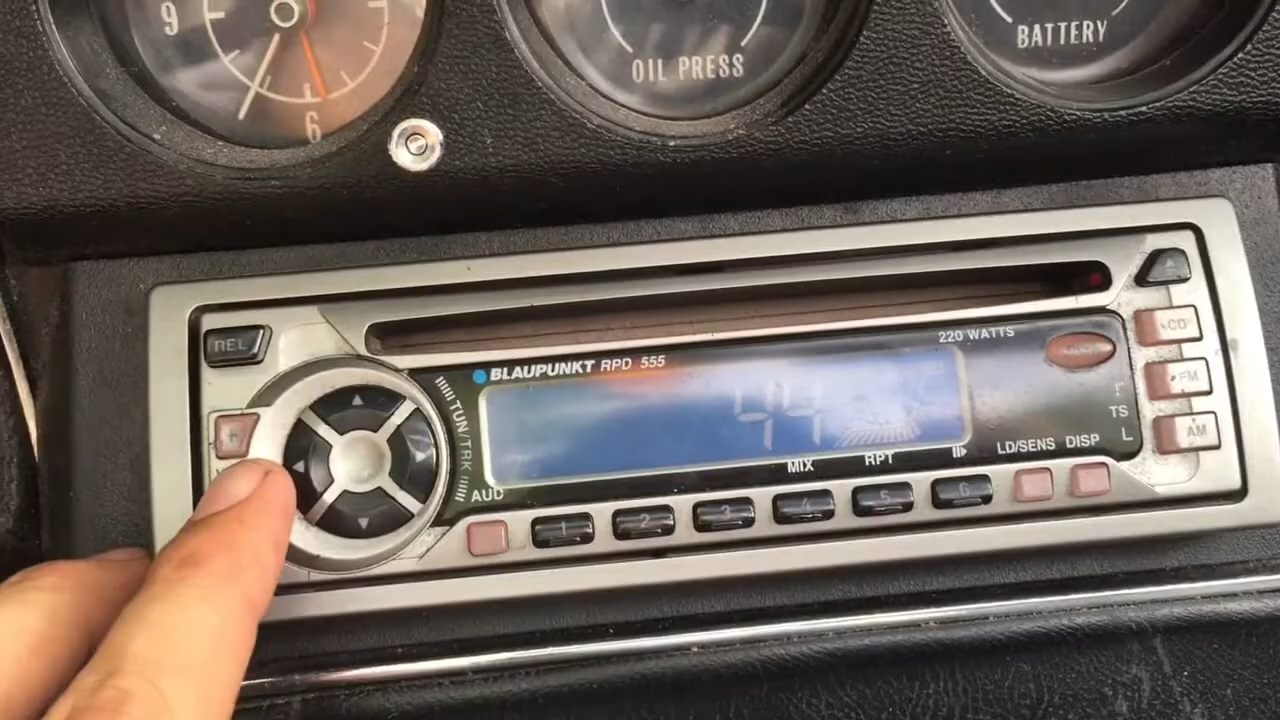 9
6
OIL PRESS
BATTERY
REL
BLAUPUNKT RPD 555
220 WATTS
CD
FM
AM
TS
TUN/TRK
+
AUD
MIX
RPT
LD/SENS
DISP
1
2
3
4
5
6